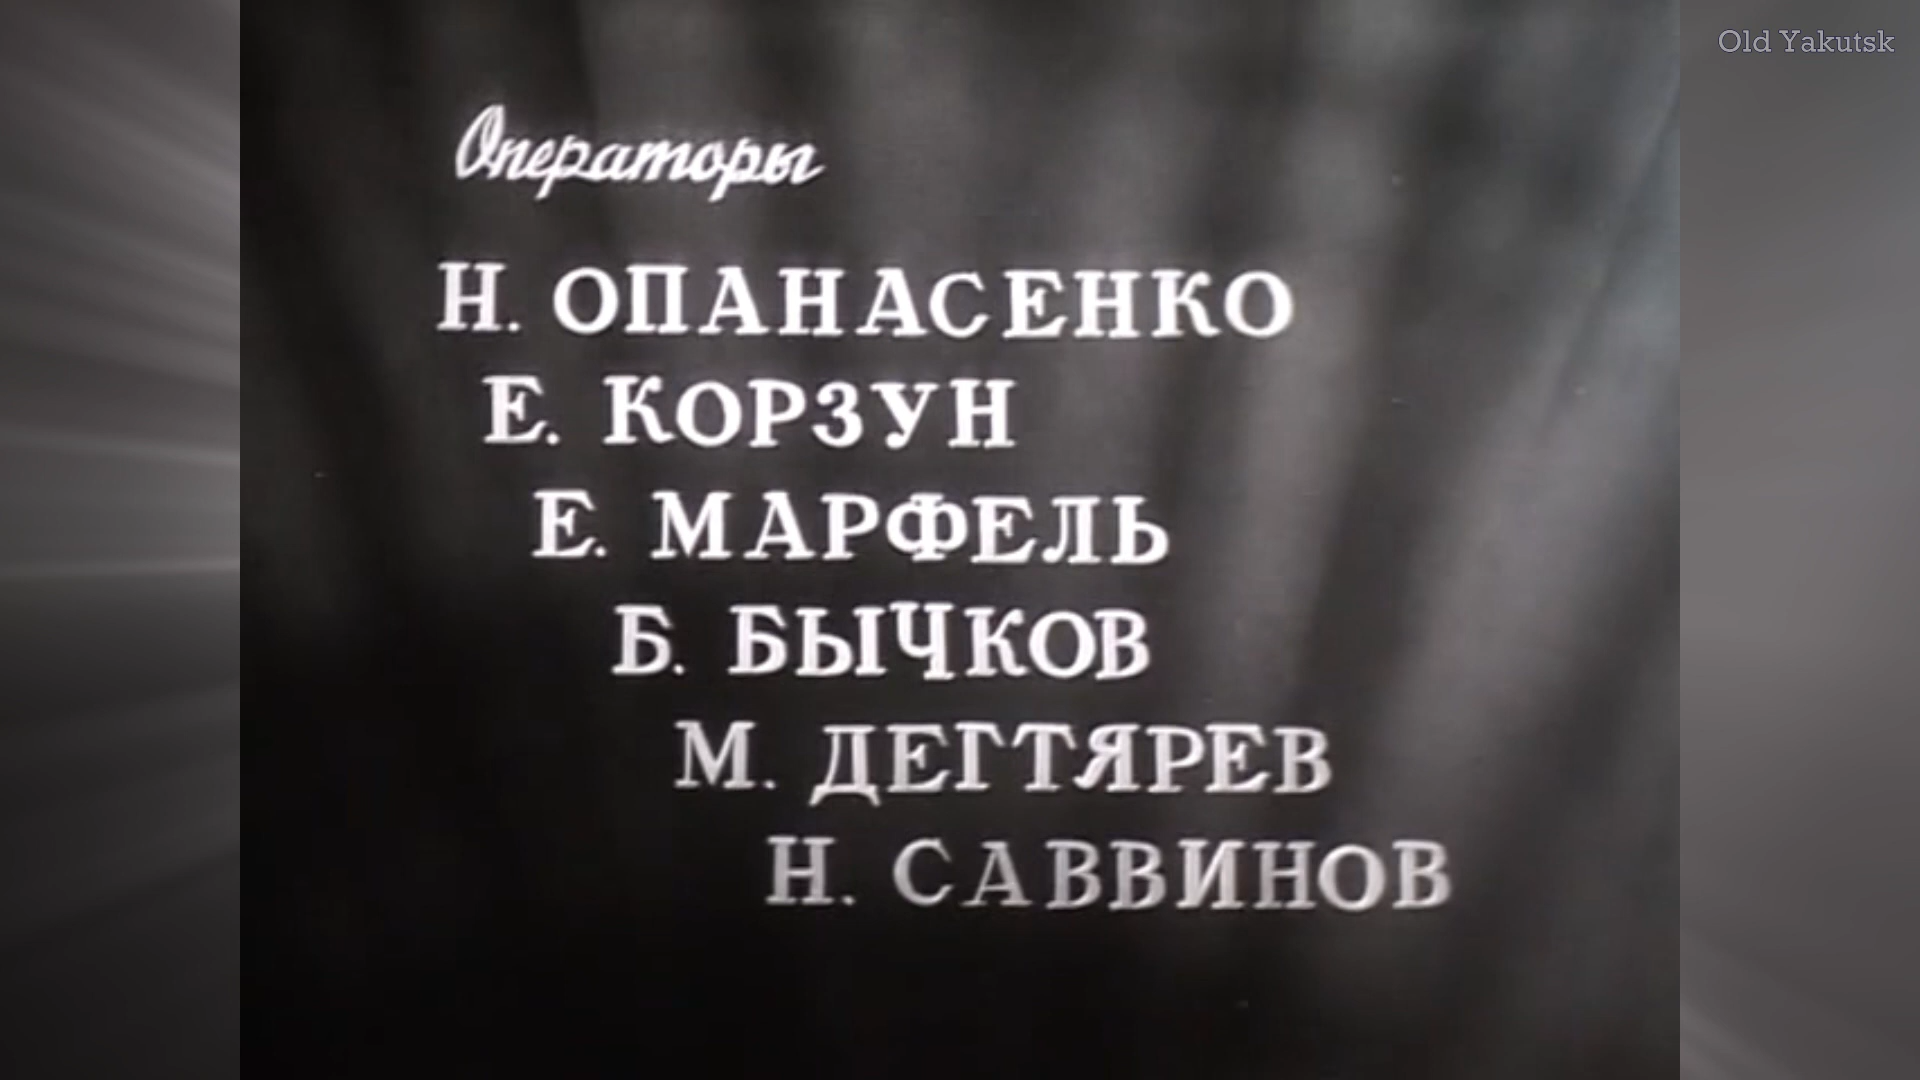 Old Yakutsk
Операторы
Н. ОПАНАСЕНКО
Е. КОРЗУН
Е. МАРФЕЛЬ
Б. БЫЧКОВ
М. ДЕГТЯРЕВ
Н. САВВИНОВ